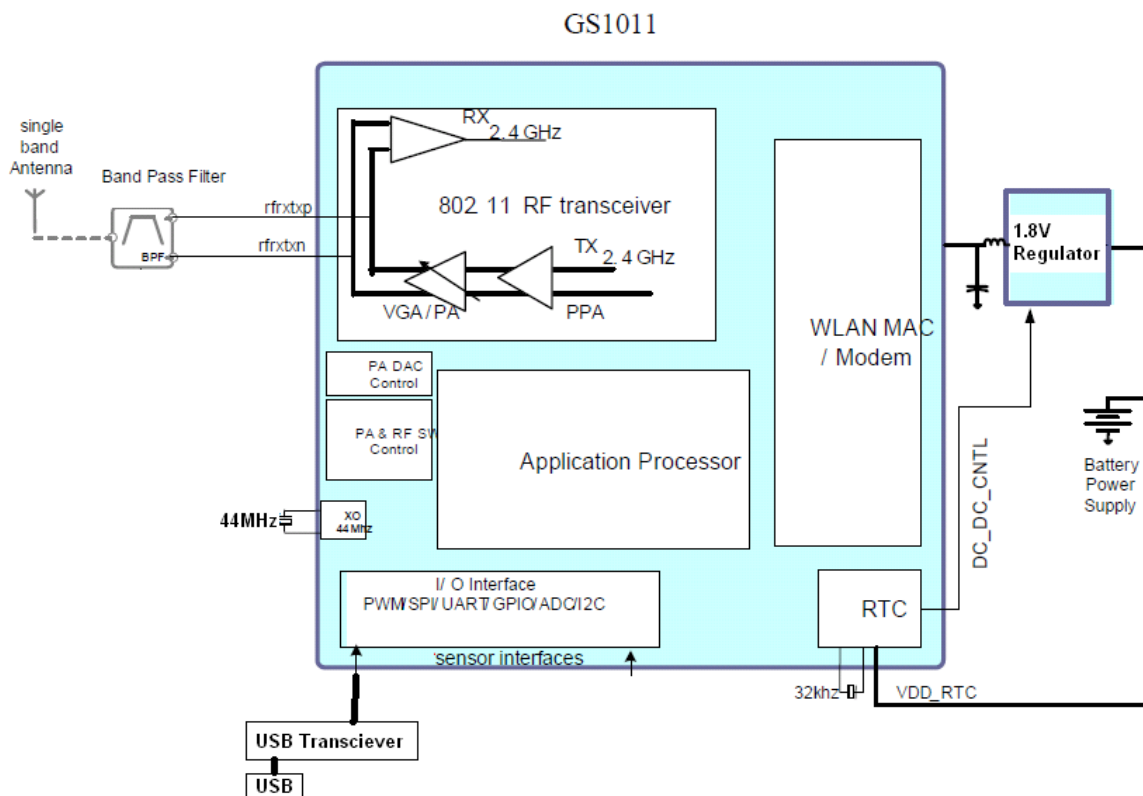 GS1011
single
band
Antenna
Band Pass Filter
BPF
rfrxtxp
rfrxtxn
RX
2.4 GHz
802 11 RF transceiver
TX
2.4 GHz
VGA / PA
PPA
PA DAC
Control
PA & RF SW
Control
44MHz
XO
44 Mhz
Application Processor
WLAN MAC
/ Modem
1.8V
Regulator
DC_DC_CNTL
Battery
Power
Supply
I/ O Interface
PWM/SPI/ UART/ GPIO/ ADC/ I2C
sensor interfaces
RTC
32khz
VDD_RTC
USB Transciever
USB